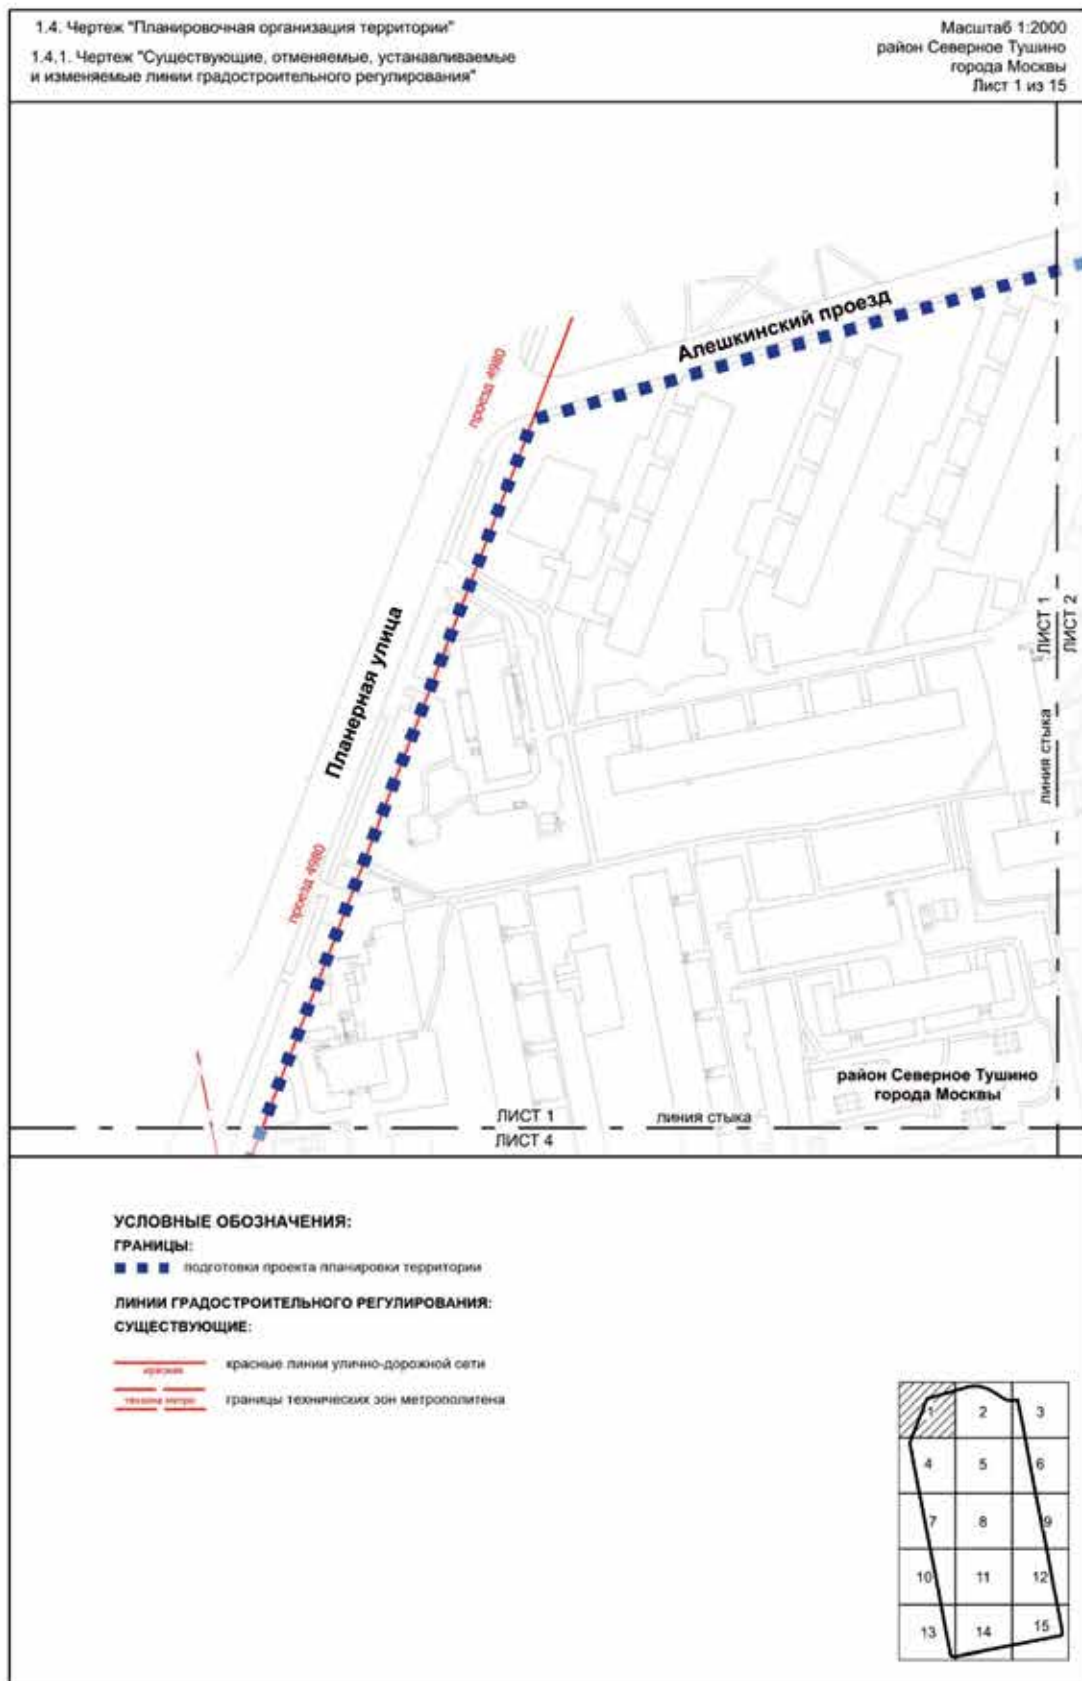 1.4. Чертеж "Планировочная организация территории"
1.4.1. Чертеж "Существующие, отменяемые, устанавливаемые
и изменяемые линии градостроительного регулирования"
Масштаб 1:2000
район Северное Тушино
города Москвы
Лист 1 из 15
Алешкинский проезд
проезд 4980
Планерная улица
ЛИСТ 1
ЛИСТ 2
линия стыка
проезд 4980
район Северное Тушино
города Москвы
ЛИСТ 1
линия стыка
ЛИСТ 4
УСЛОВНЫЕ ОБОЗНАЧЕНИЯ:
ГРАНИЦЫ:
подготовки проекта планировки территории
ЛИНИИ ГРАДОСТРОИТЕЛЬНОГО РЕГУЛИРОВАНИЯ:
СУЩЕСТВУЮЩИЕ:
красные линии улично-дорожной сети
границы технических зон метрополитена
1 2 3
4 5 6
7 8 9
10 11 12
13 14 15